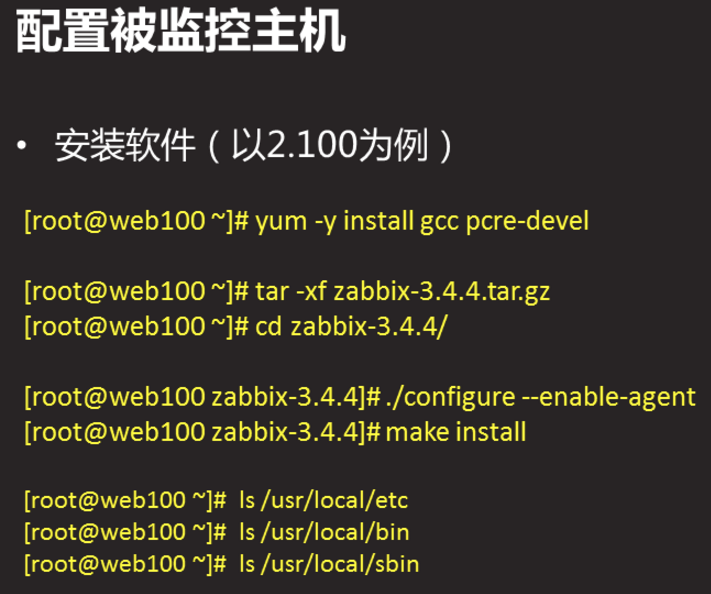 配置被监控主机
• 安装软件（以2.100为例）
[root@web100 ~]# yum -y install gcc pcre-devel
[root@web100 ~]# tar -xf zabbix-3.4.4.tar.gz
[root@web100 ~]# cd zabbix-3.4.4/
[root@web100 zabbix-3.4.4]# ./configure --enable-agent
[root@web100 zabbix-3.4.4]# make install
[root@web100 ~]# ls /usr/local/etc
[root@web100 ~]# ls /usr/local/bin
[root@web100 ~]# ls /usr/local/sbin